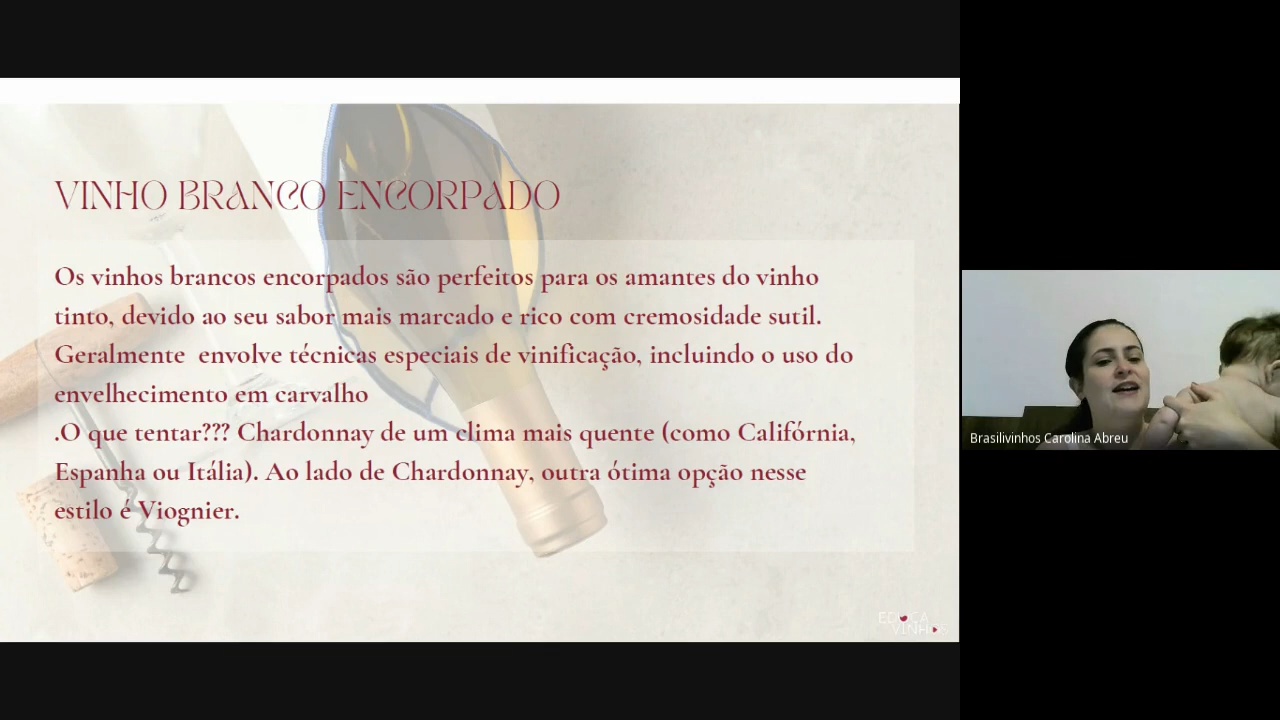 VINHO BRANCO ENCORPADO
Os vinhos brancos encorpados são perfeitos para os amantes do vinho
tinto, devido ao seu sabor mais marcado e rico com cremosidade sutil.
Geralmente  envolve técnicas especiais de vinificação, incluindo o uso do
envelhecimento em carvalho
.O que tentar??? Chardonnay de um clima mais quente (como Califórnia,
Espanha ou Itália). Ao lado de Chardonnay, outra ótima opção nesse
estilo é Viognier.
Brasilivinhos Carolina Abreu